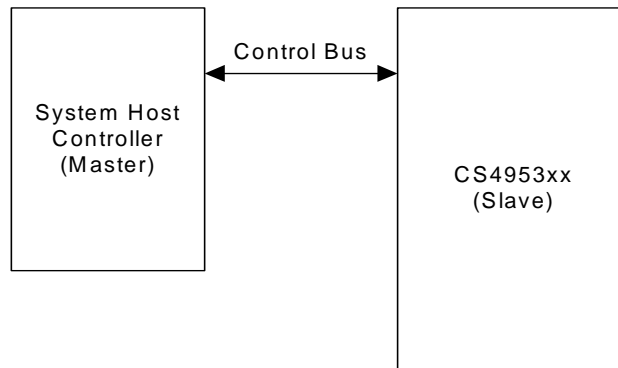 Control Bus
System Host
Controller
(Master)
CS4953xx
(Slave)